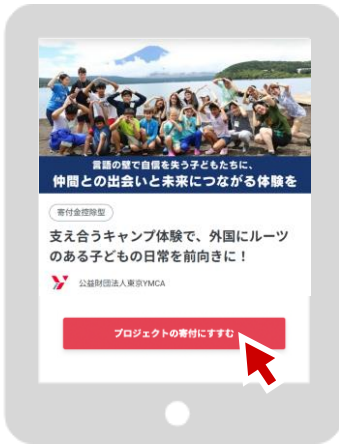 言語の壁で自信を失う子どもたちに、
仲間との出会いと未来につながる体験を
寄付金控除型
支え合うキャンプ体験で、外国にルーツ
のある子どもの日常を前向きに！
公益財団法人東京YMCA
プロジェクトの寄付にすすむ